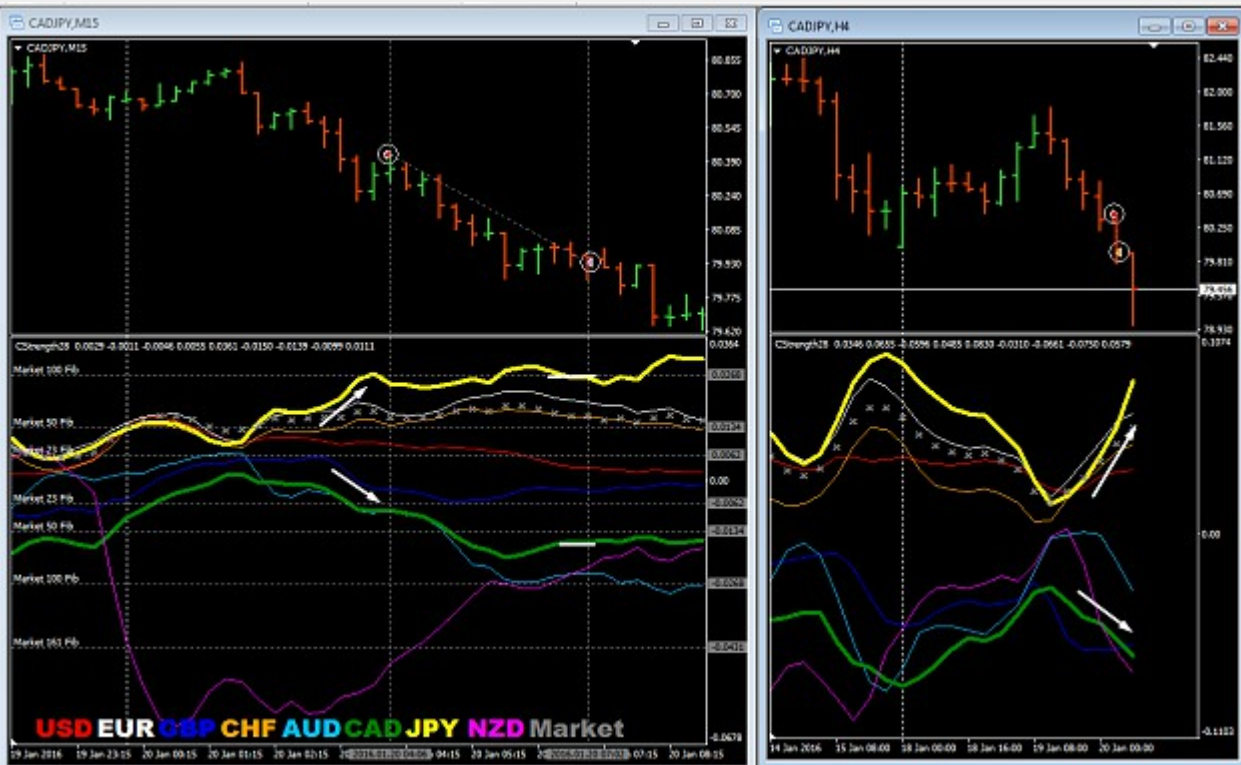 CADJPY,M15
CADJPY,M15
80.855
80.700
80.545
80.390
80.240
80.085
79.930
79.775
79.620
CStrength28 0.0029 -0.0011 -0.0046 0.0055 0.0361 -0.0150 -0.0139 -0.0099 0.0111
0.0364
Market 100 Fib
0.0268
Market 50 Fib
0.0134
Market 23 Fib
0.0062
0.00
Market 23 Fib
-0.0062
Market 50 Fib
-0.0134
Market 100 Fib
-0.0268
Market 161 Fib
-0.0431
USD EUR GBP CHF AUD CAD JPY NZD Market
-0.0678
19 Jan 2016 19 Jan 23:15 20 Jan 00:15 20 Jan 01:15 20 Jan 02:15 04:15 20 Jan 05:15 07:15 20 Jan 08:15
CADJPY,H4
CADJPY,H4
82.440
82.000
81.560
81.120
80.690
80.250
79.810
79.456
79.370
78.930
CStrength28 0.0346 0.0655 -0.0596 0.0485 0.0830 -0.0310 -0.0661 -0.0750 0.0579
0.1074
0.00
-0.1103
14 Jan 2016 15 Jan 08:00 18 Jan 00:00 18 Jan 16:00 19 Jan 08:00 20 Jan 00:00